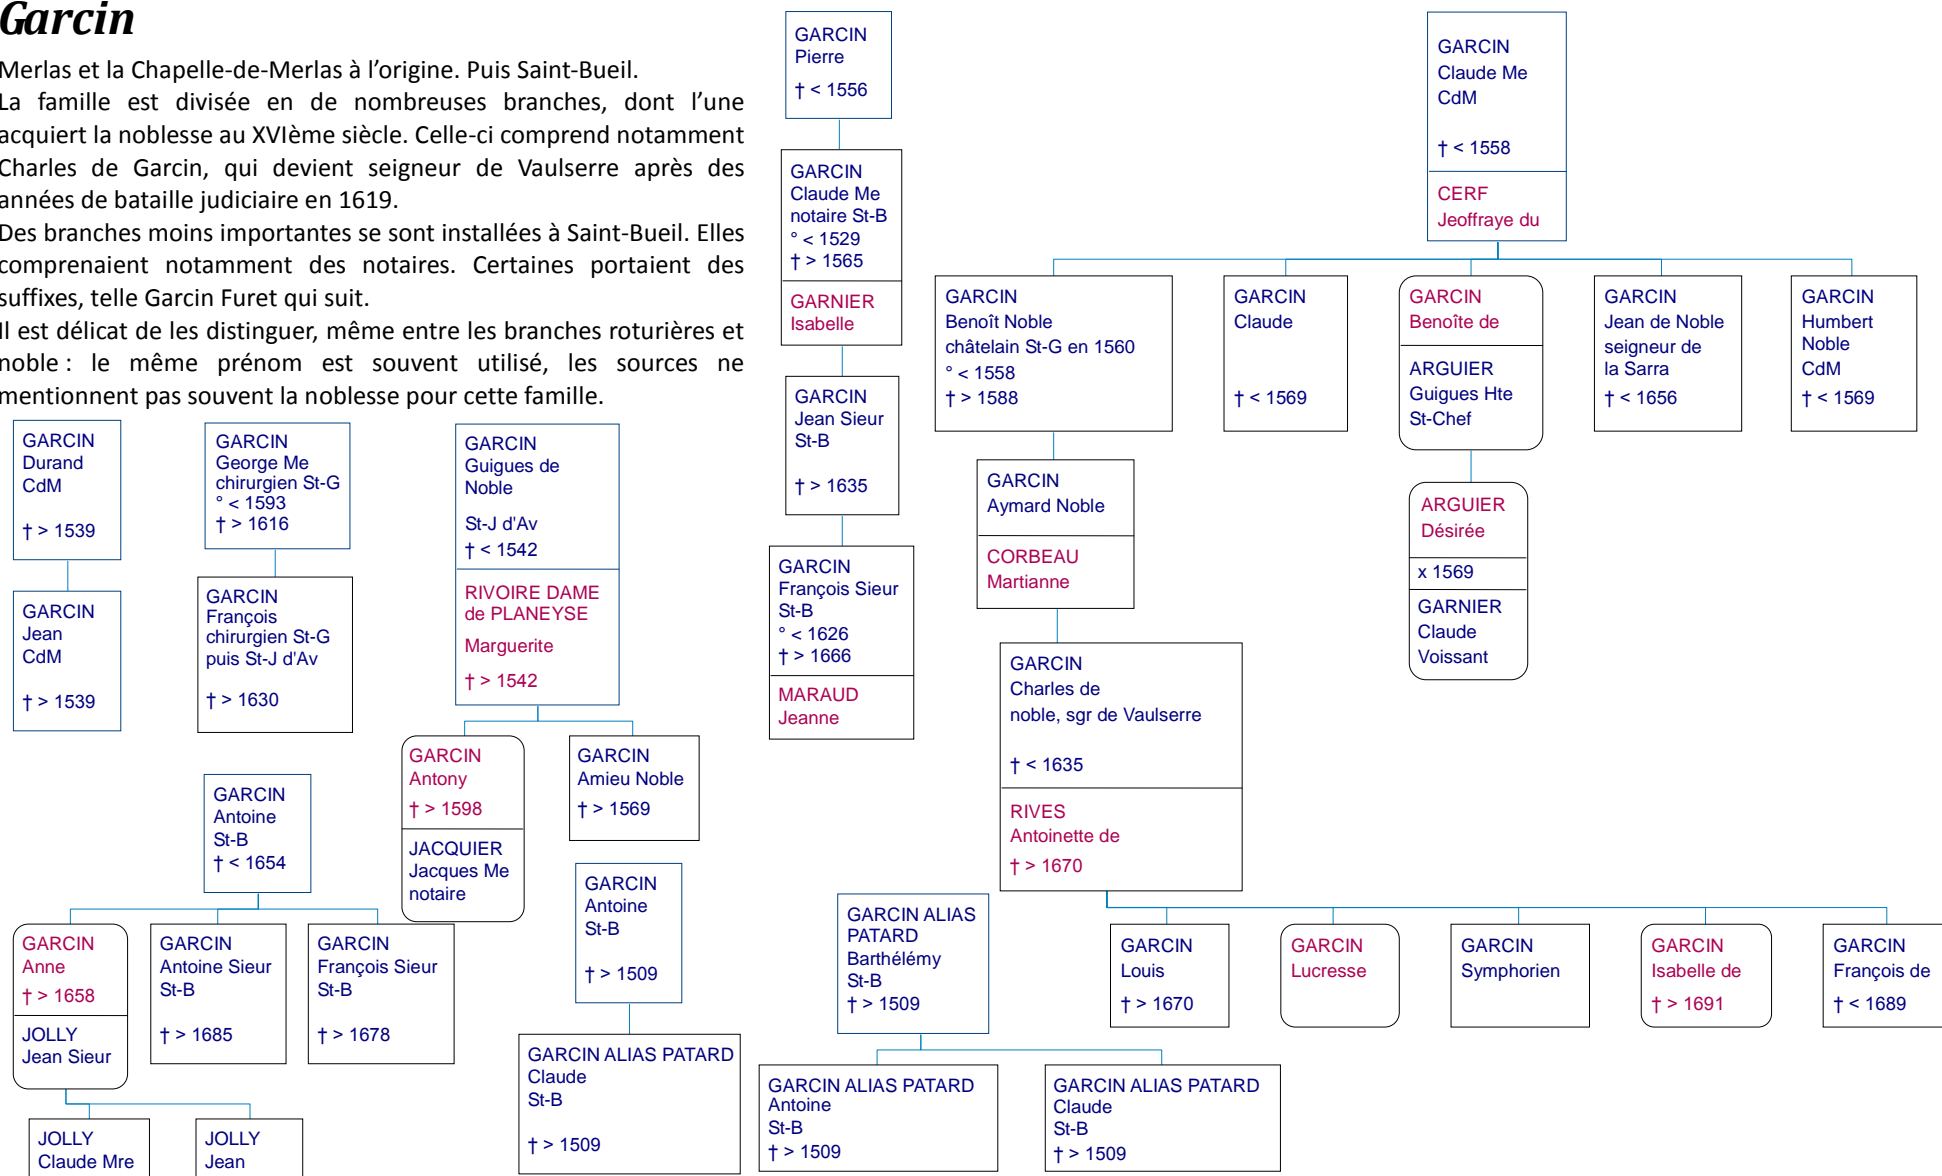 Garcin
Merlas et la Chapelle-de-Merlas à l’origine. Puis Saint-Bueil.
La famille est divisée en de nombreuses branches, dont l’une
acquiert la noblesse au XVIème siècle. Celle-ci comprend notamment
Charles de Garcin, qui devient seigneur de Vaulserre après des
années de bataille judiciaire en 1619.
Des branches moins importantes se sont installées à Saint-Bueil. Elles
comprenaient notamment des notaires. Certaines portaient des
suffixes, telle Garcin Furet qui suit.
Il est délicat de les distinguer, même entre les branches roturières et
noble : le même prénom est souvent utilisé, les sources ne
mentionnent pas souvent la noblesse pour cette famille.
GARCIN
Durand
CdM
† > 1539
GARCIN
Jean
CdM
† > 1539
GARCIN
George Me
chirurgien St-G
° < 1593
† > 1616
GARCIN
François
chirurgien St-G
puis St-J d'Av
† > 1630
GARCIN
Guigues de
Noble
St-J d'Av
† < 1542
RIVOIRE DAME
de PLANEYSE
Marguerite
† > 1542
GARCIN
Antony
† > 1598
JACQUIER
Jacques Me
notaire
GARCIN
Amieu Noble
† > 1569
GARCIN
Antoine
St-B
† < 1654
GARCIN
Anne
† > 1658
JOLLY
Jean Sieur
GARCIN
Antoine Sieur
St-B
† > 1685
GARCIN
François Sieur
St-B
† > 1678
JOLLY
Claude Mre
JOLLY
Jean
GARCIN
Antoine
St-B
† > 1509
GARCIN ALIAS PATARD
Claude
St-B
† > 1509
GARCIN
Pierre
† < 1556
GARCIN
Claude Me
notaire St-B
° < 1529
† > 1565
GARNIER
Isabelle
GARCIN
Jean Sieur
St-B
† > 1635
GARCIN
François Sieur
St-B
° < 1626
† > 1666
MARAUD
Jeanne
GARCIN ALIAS
PATARD
Barthélémy
St-B
† > 1509
GARCIN ALIAS PATARD
Antoine
St-B
† > 1509
GARCIN ALIAS PATARD
Claude
St-B
† > 1509
GARCIN
Claude Me
CdM
† < 1558
CERF
Jeoffraye du
GARCIN
Benoît Noble
châtelain St-G en 1560
° < 1558
† > 1588
GARCIN
Claude
† < 1569
GARCIN
Benoîte de
ARGUIER
Guigues Hte
St-Chef
GARCIN
Jean de Noble
seigneur de
la Sarra
† < 1656
GARCIN
Humbert
Noble
CdM
† < 1569
GARCIN
Aymard Noble
CORBEAU
Martianne
ARGUIER
Désirée
x 1569
GARNIER
Claude
Voissant
GARCIN
Charles de
noble, sgr de Vaulserre
† < 1635
RIVES
Antoinette de
† > 1670
GARCIN
Louis
† > 1670
GARCIN
Lucresse
GARCIN
Symphorien
GARCIN
Isabelle de
† > 1691
GARCIN
François de
† < 1689